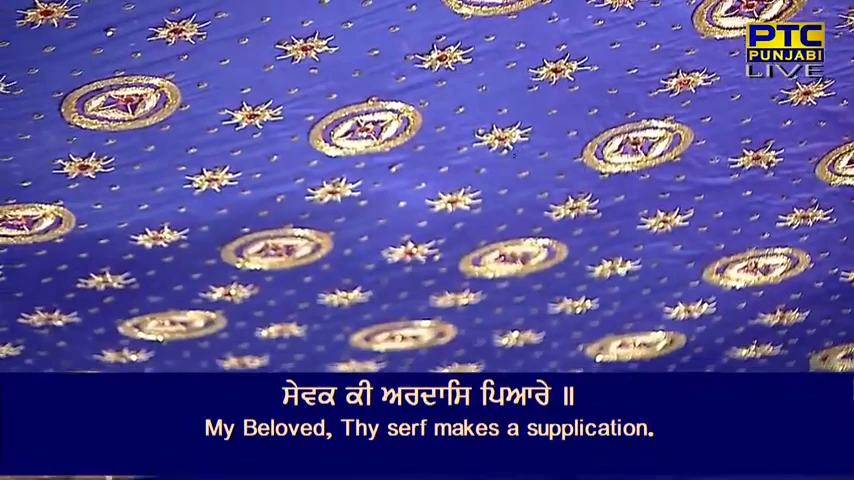 PTC
PUNJABI
LIVE
ਸੇਵਕ ਕੀ ਅਰਦਾਸਿ ਪਿਆਰੇ ॥
My Beloved, Thy serf makes a supplication.